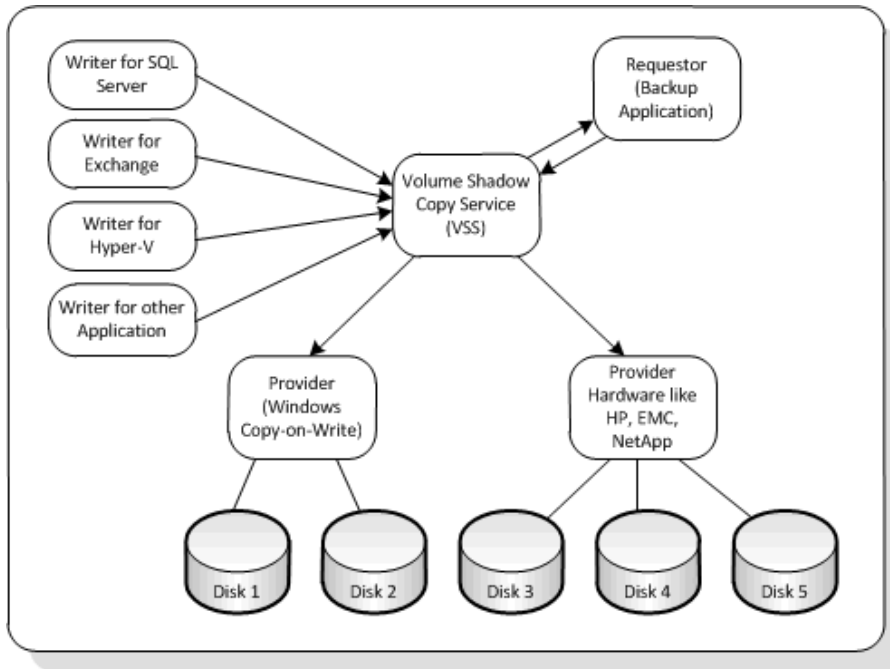 Writer for SQL
Server
Writer for
Exchange
Writer for
Hyper-V
Writer for other
Application
Requestor
(Backup
Application)
Volume Shadow
Copy Service
(VSS)
Provider
(Windows
Copy-on-Write)
Provider
Hardware like
HP, EMC,
NetApp
Disk 1
Disk 2
Disk 3
Disk 4
Disk 5